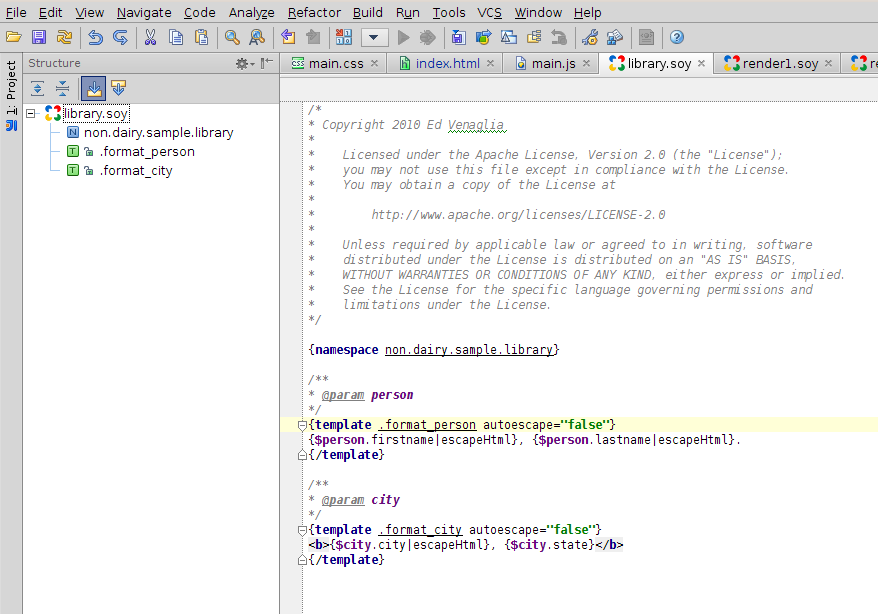 File Edit View Navigate Code Analyze Refactor Build Run Tools VCS Window Help
1: Project
Structure
main.css index.html main.js library.soy render1.soy re
library.soy
non.dairy.sample.library
.format_person
.format_city
/*
* Copyright 2010 Ed Venaglia
*
*    Licensed under the Apache License, Version 2.0 (the "License");
*    you may not use this file except in compliance with the License.
*    You may obtain a copy of the License at
*
*        http://www.apache.org/licenses/LICENSE-2.0
*
*    Unless required by applicable law or agreed to in writing, software
*    distributed under the License is distributed on an "AS IS" BASIS,
*    WITHOUT WARRANTIES OR CONDITIONS OF ANY KIND, either express or implied.
*    See the License for the specific language governing permissions and
*    limitations under the License.
*/
{namespace non.dairy.sample.library}
/**
* @param person
*/
{template .format_person autoescape="false"}
{$person.firstname|escapeHtml}, {$person.lastname|escapeHtml}.
{/template}
/**
* @param city
*/
{template .format_city autoescape="false"}
<b>{$city.city|escapeHtml}, {$city.state}</b>
{/template}